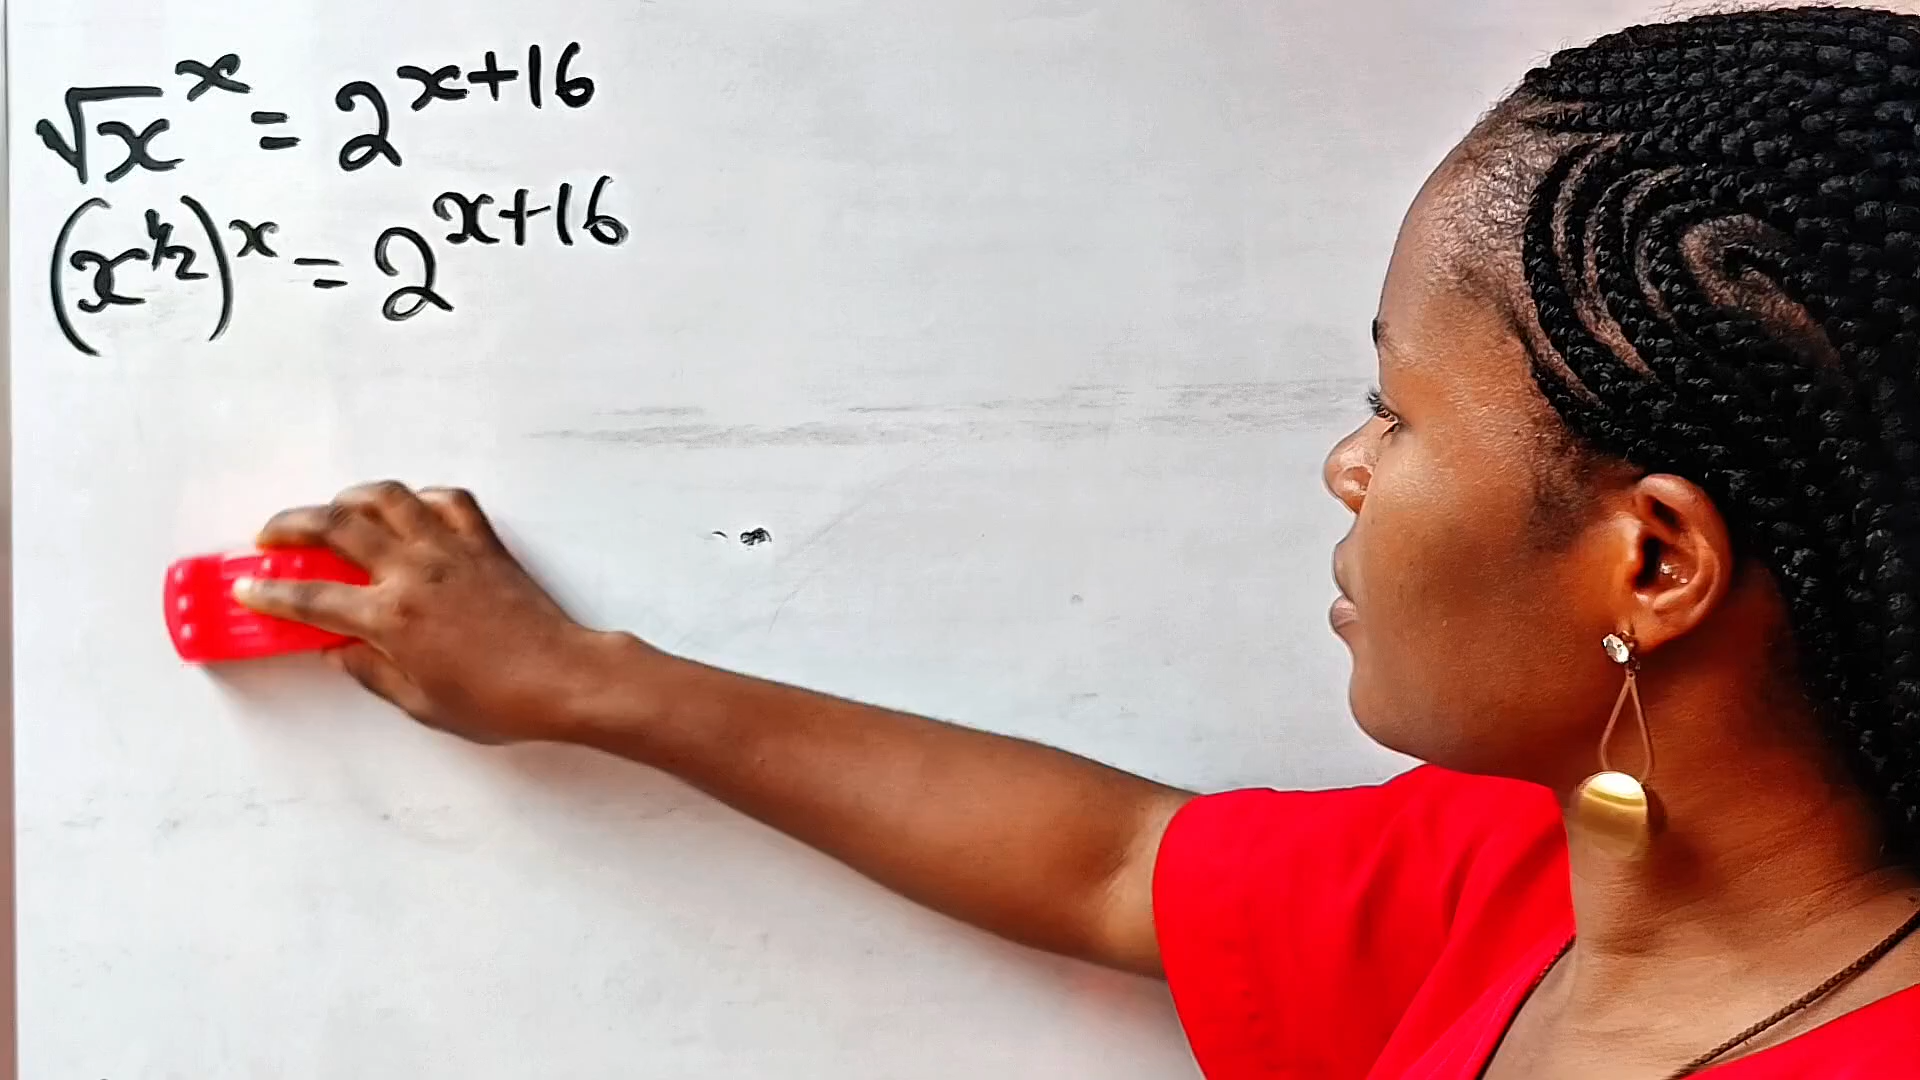 √x^x = 2^{x+16}
(x^{1/2})^x = 2^{x+16}